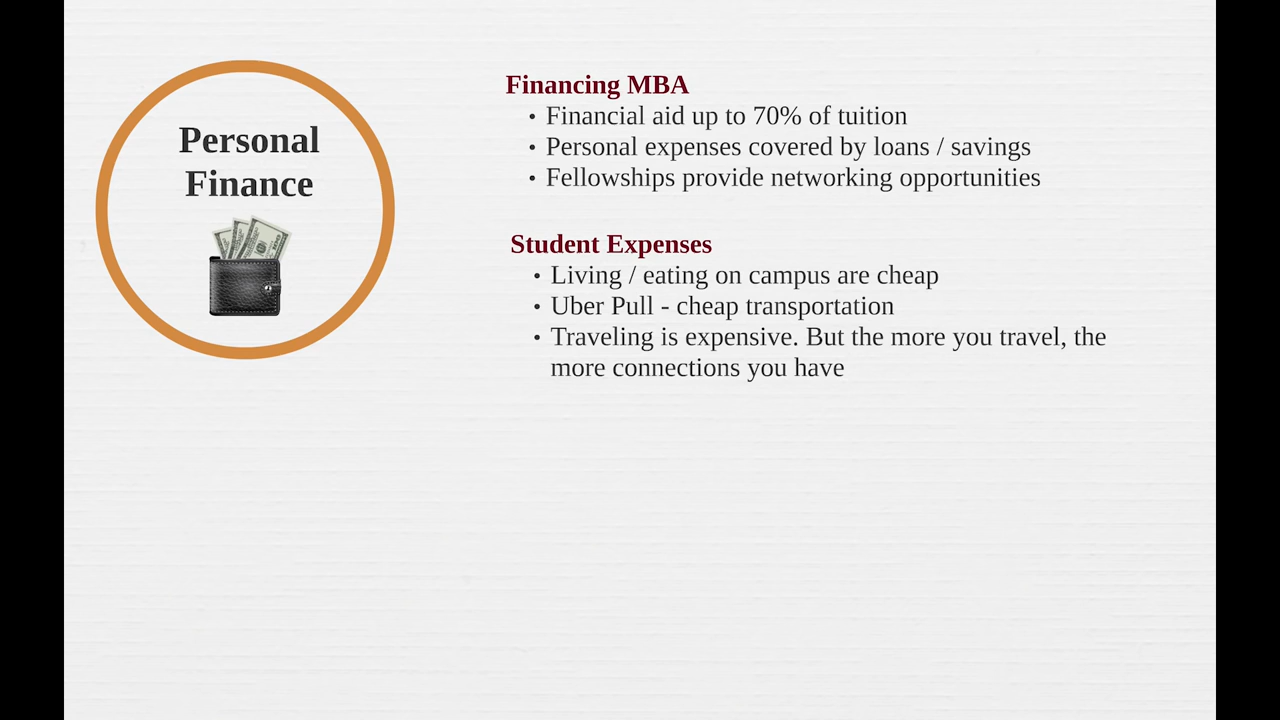 Personal
Finance
Financing MBA
• Financial aid up to 70% of tuition
• Personal expenses covered by loans / savings
• Fellowships provide networking opportunities
Student Expenses
• Living / eating on campus are cheap
• Uber Pull - cheap transportation
• Traveling is expensive. But the more you travel, the
more connections you have